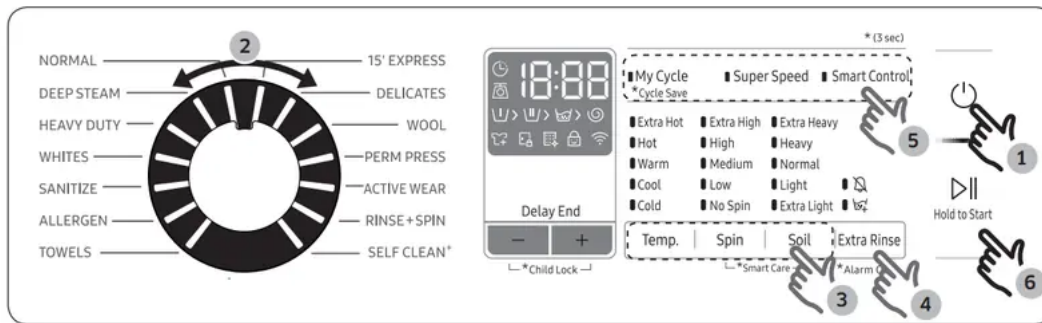 * (3 sec)
2
NORMAL
DEEP STEAM
HEAVY DUTY
WHITES
SANITIZE
ALLERGEN
TOWELS
15' EXPRESS
DELICATES
WOOL
PERM PRESS
ACTIVE WEAR
RINSE+SPIN
SELF CLEAN+
18:88
Delay End
− +
*Child Lock
My Cycle Super Speed Smart Control
*Cycle Save
5
Extra Hot Extra High Extra Heavy
Hot High Heavy
Warm Medium Normal
Cool Low Light
Cold No Spin Extra Light
Temp. Spin Soil Extra Rinse
*Smart Care
*Alarm
3
4
1
Hold to Start
6